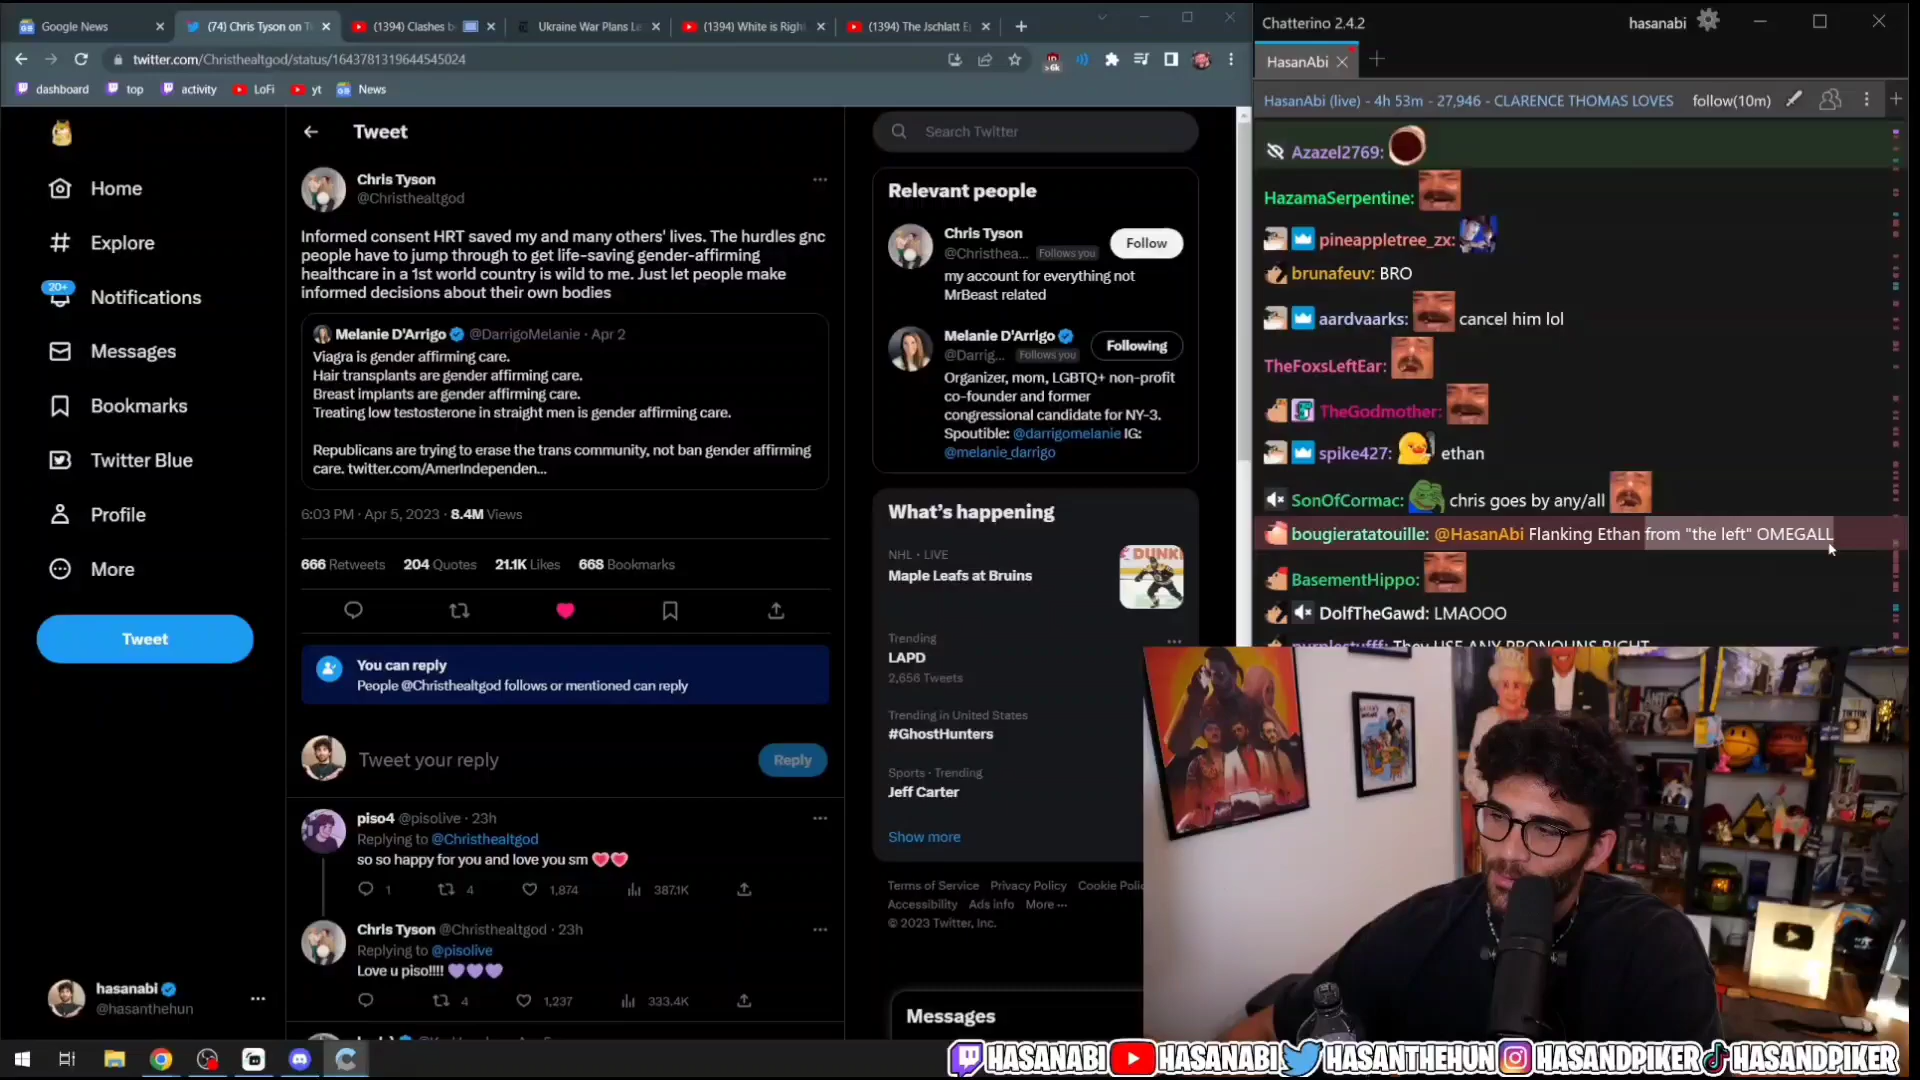 Google News
(74) Chris Tyson on T
(1394) Clashes b
Ukraine War Plans Le
(1394) White is Righ
(1394) The Jschlatt E
twitter.com/Christhealtgod/status/1643781319644545024
>6k
dashboard
top
activity
LoFi
yt
News
Home
Explore
20+
Notifications
Messages
Bookmarks
Twitter Blue
Profile
More
Tweet
hasanabi
@hasanthehun
Tweet
Chris Tyson
@Christhealtgod
Informed consent HRT saved my and many others' lives. The hurdles gnc
people have to jump through to get life-saving gender-affirming
healthcare in a 1st world country is wild to me. Just let people make
informed decisions about their own bodies
Melanie D'Arrigo @DarrigoMelanie · Apr 2
Viagra is gender affirming care.
Hair transplants are gender affirming care.
Breast implants are gender affirming care.
Treating low testosterone in straight men is gender affirming care.
Republicans are trying to erase the trans community, not ban gender affirming
care. twitter.com/AmerIndependen...
6:03 PM · Apr 5, 2023 · 8.4M Views
666 Retweets 204 Quotes 21.1K Likes 668 Bookmarks
You can reply
People @Christhealtgod follows or mentioned can reply
Tweet your reply
Reply
piso4 @pisolive · 23h
Replying to @Christhealtgod
so so happy for you and love you sm
1 4 1,874 387.1K
Chris Tyson @Christhealtgod · 23h
Replying to @pisolive
Love u piso!!!!
4 1,237 333.4K
Search Twitter
Relevant people
Chris Tyson
@Christhea... Follows you
Follow
my account for everything not
MrBeast related
Melanie D'Arrigo
@Darrig... Follows you
Following
Organizer, mom, LGBTQ+ non-profit
co-founder and former
congressional candidate for NY-3.
Spoutible: @darrigomelanie IG:
@melanie_darrigo
What's happening
NHL · LIVE
Maple Leafs at Bruins
Trending
LAPD
2,656 Tweets
Trending in United States
#GhostHunters
Sports · Trending
Jeff Carter
Show more
Terms of Service Privacy Policy Cookie Polic
Accessibility Ads info More ···
© 2023 Twitter, Inc.
Messages
Chatterino 2.4.2
hasanabi
HasanAbi
HasanAbi (live) - 4h 53m - 27,946 - CLARENCE THOMAS LOVES
follow(10m)
Azazel2769:
HazamaSerpentine:
pineappletree_zx:
brunafeuv: BRO
aardvaarks: cancel him lol
TheFoxsLeftEar:
TheGodmother:
spike427: ethan
SonOfCormac: chris goes by any/all
bougieratatouille: @HasanAbi Flanking Ethan from "the left" OMEGALL
BasementHippo:
DolfTheGawd: LMAOOO
purplestufff: They USE ANY PRONOUNS RIGHT
HASANABI HASANABI HASANTHEHUN HASANDPIKER HASANDPIKER